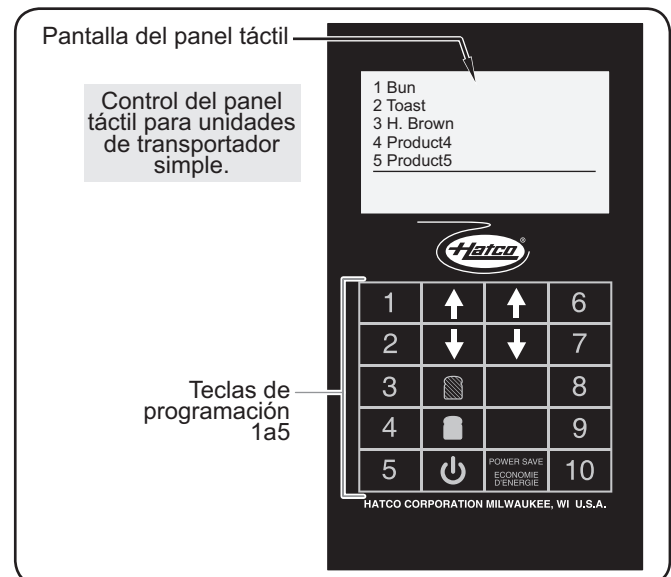 Pantalla del panel táctil
Control del panel
táctil para unidades
de transportador
simple.
1 Bun
2 Toast
3 H. Brown
4 Product4
5 Product5
Hatco®
1 6
2 7
3 8
4 9
5 POWER SAVE 10
ECONOMIE
D'ENERGIE
Teclas de
programación
1a5
HATCO CORPORATION MILWAUKEE, WI U.S.A.